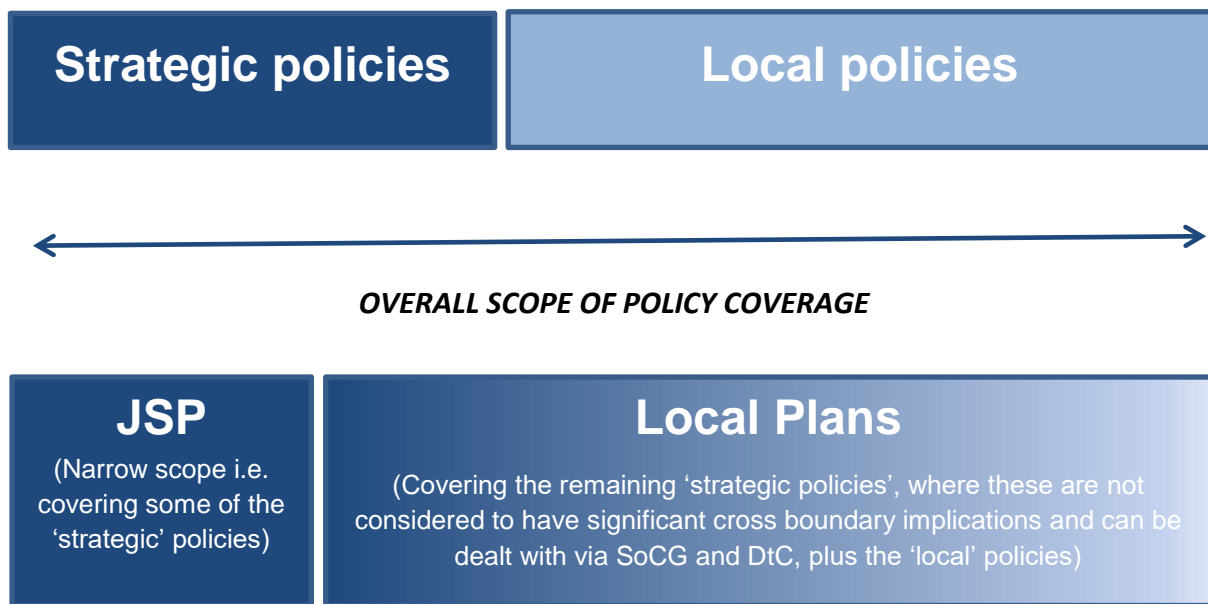 Strategic policies
Local policies
OVERALL SCOPE OF POLICY COVERAGE
JSP
(Narrow scope i.e.
covering some of the
‘strategic’ policies)
Local Plans
(Covering the remaining ‘strategic policies’, where these are not
considered to have significant cross boundary implications and can be
dealt with via SoCG and DtC, plus the ‘local’ policies)